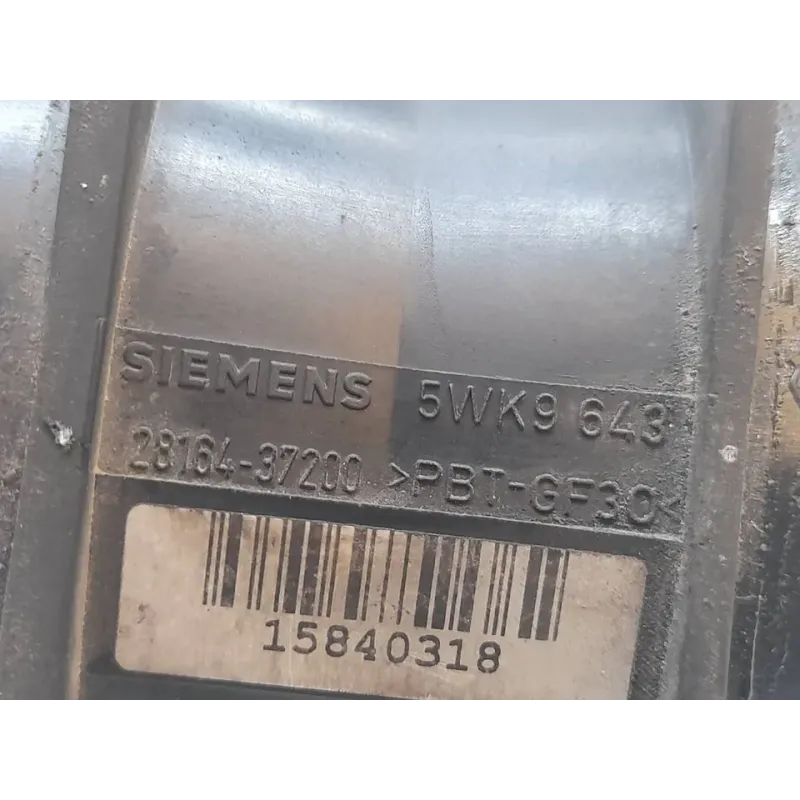 SIEMENS 5WK9 643
28164-37200 >PBT-GF30<
15840318